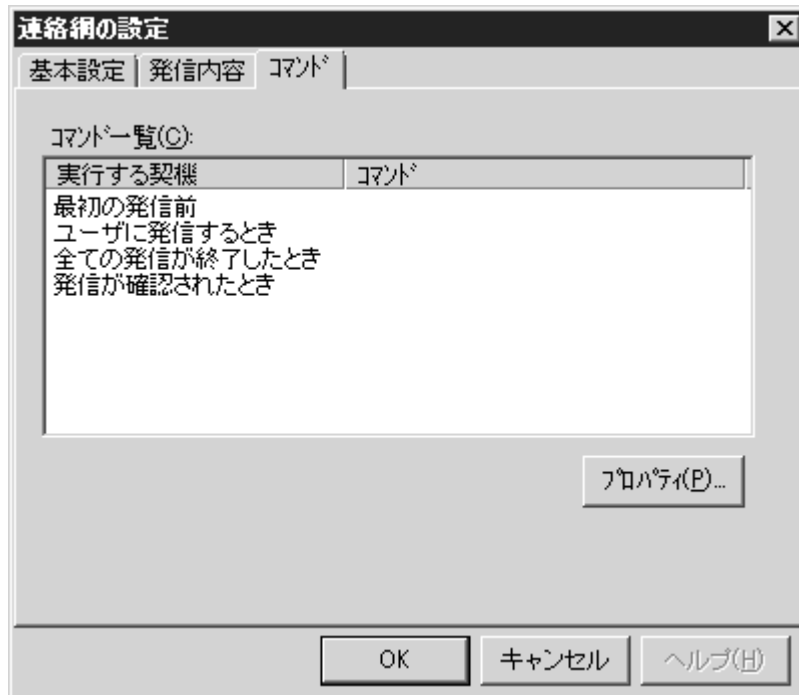 連絡網の設定
基本設定 発信内容 コマンド
コマンド一覧(C):
実行する契機 コマンド
最初の発信前
ユーザに発信するとき
全ての発信が終了したとき
発信が確認されたとき
プロパティ(P)...
OK キャンセル ヘルプ(H)